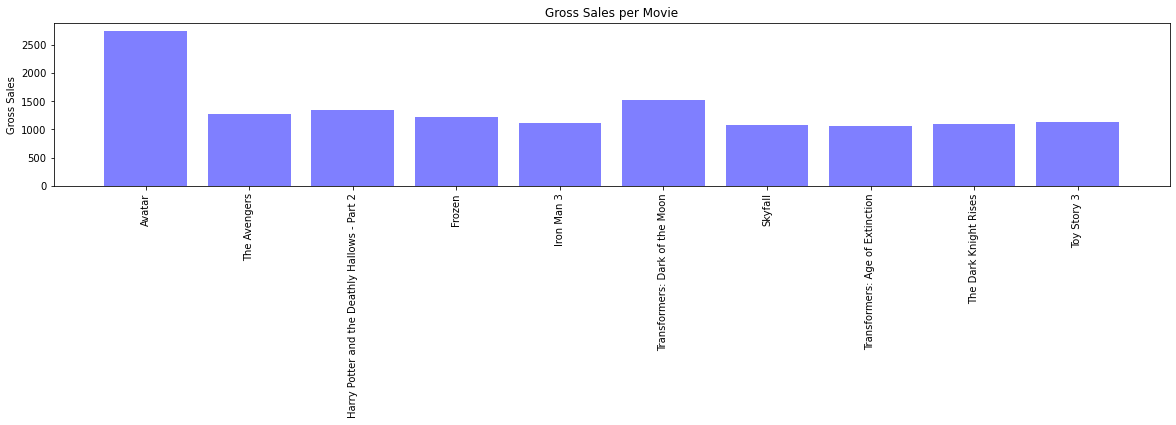 Gross Sales per Movie
Gross Sales
2500
2000
1500
1000
500
0
Avatar
The Avengers
Harry Potter and the Deathly Hallows - Part 2
Frozen
Iron Man 3
Transformers: Dark of the Moon
Skyfall
Transformers: Age of Extinction
The Dark Knight Rises
Toy Story 3